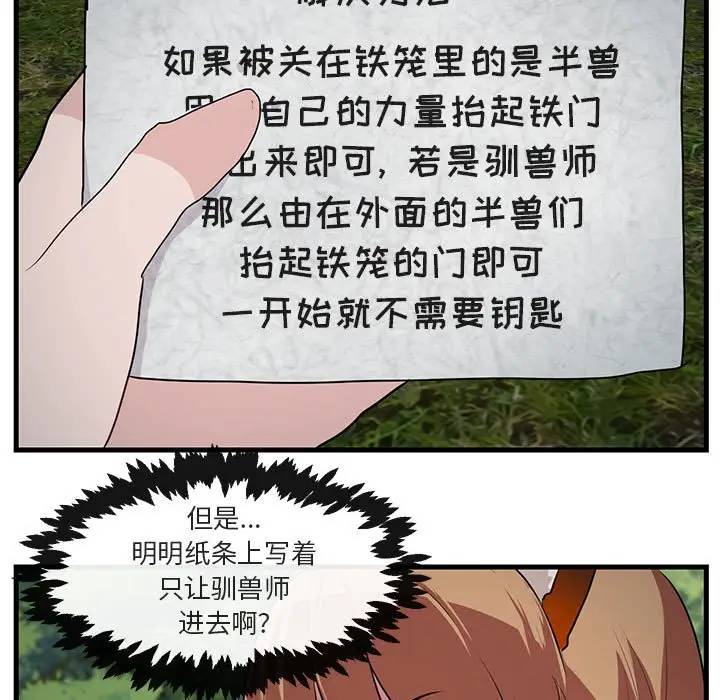 如果被关在铁笼里的是半兽
自己的力量抬起铁门
出来即可, 若是驯兽师
那么由在外面的半兽们
抬起铁笼的门即可
一开始就不需要钥匙
但是...
明明纸条上写着
只让驯兽师
进去啊?